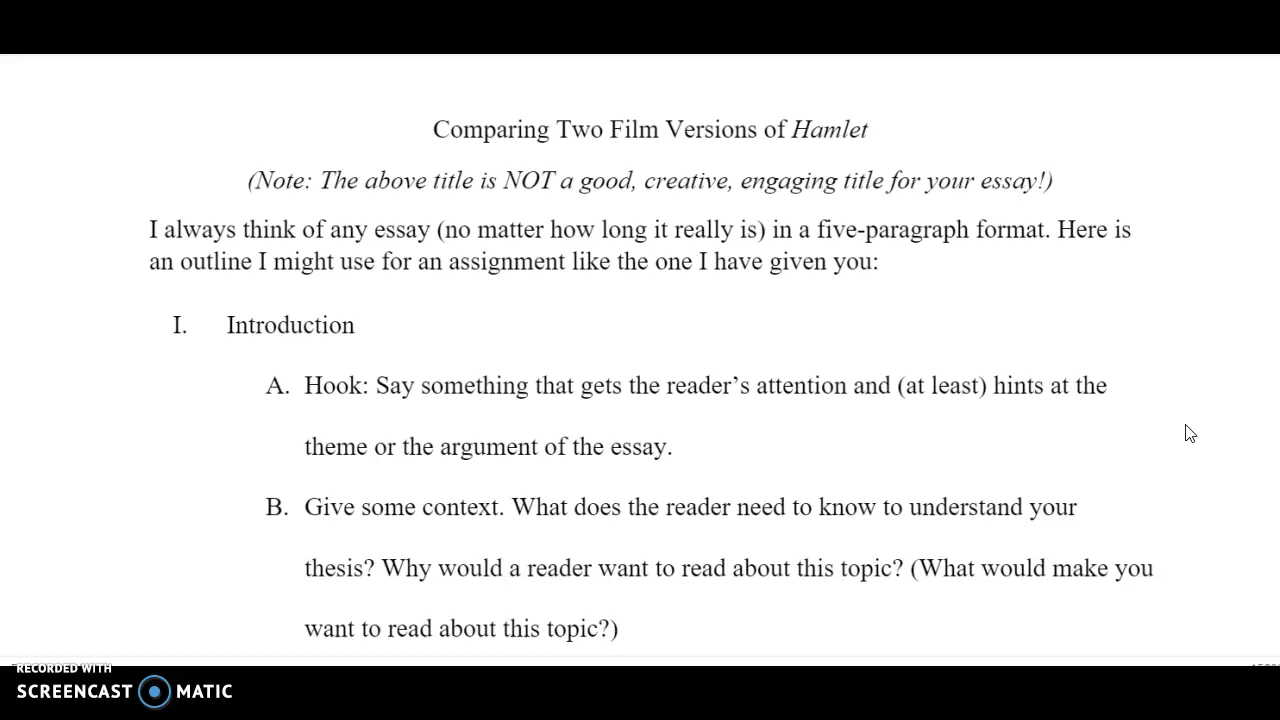 Comparing Two Film Versions of Hamlet
(Note: The above title is NOT a good, creative, engaging title for your essay!)
I always think of any essay (no matter how long it really is) in a five-paragraph format. Here is
an outline I might use for an assignment like the one I have given you:
I. Introduction
A. Hook: Say something that gets the reader’s attention and (at least) hints at the
theme or the argument of the essay.
B. Give some context. What does the reader need to know to understand your
thesis? Why would a reader want to read about this topic? (What would make you
want to read about this topic?)
RECORDED WITH
SCREENCAST MATIC